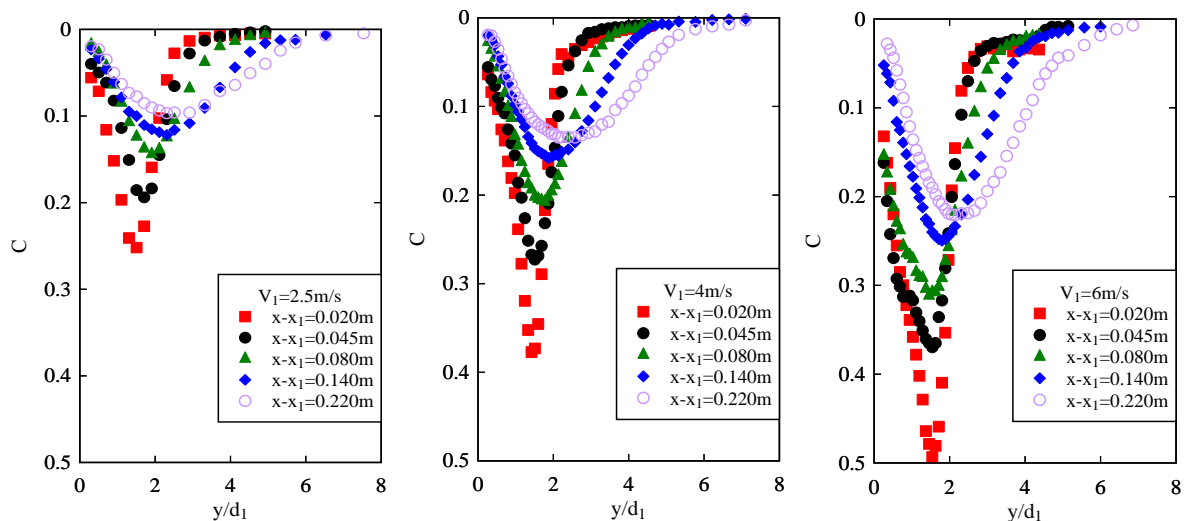 0
0.1
0.2
0.3
0.4
0.5
C
0 2 4 6 8
y/d1
V1=2.5m/s
x-x1=0.020m
x-x1=0.045m
x-x1=0.080m
x-x1=0.140m
x-x1=0.220m
0
0.1
0.2
0.3
0.4
0.5
C
0 2 4 6 8
y/d1
V1=4m/s
x-x1=0.020m
x-x1=0.045m
x-x1=0.080m
x-x1=0.140m
x-x1=0.220m
0
0.1
0.2
0.3
0.4
0.5
C
0 2 4 6 8
y/d1
V1=6m/s
x-x1=0.020m
x-x1=0.045m
x-x1=0.080m
x-x1=0.140m
x-x1=0.220m